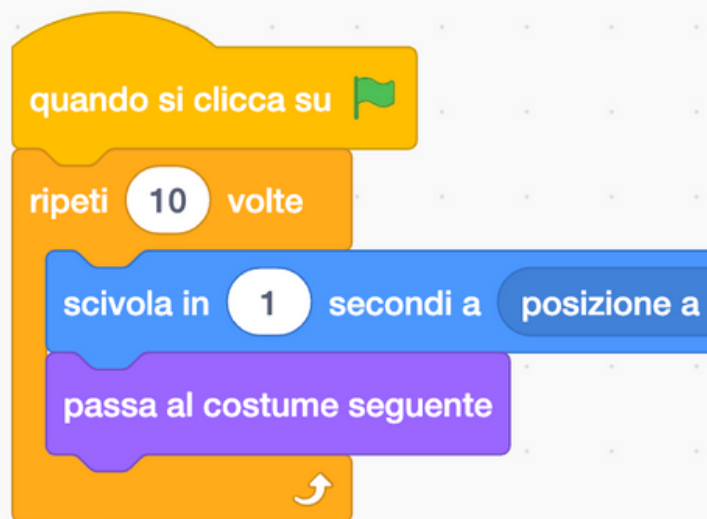 quando si clicca su
ripeti 10 volte
scivola in 1 secondi a posizione a
passa al costume seguente